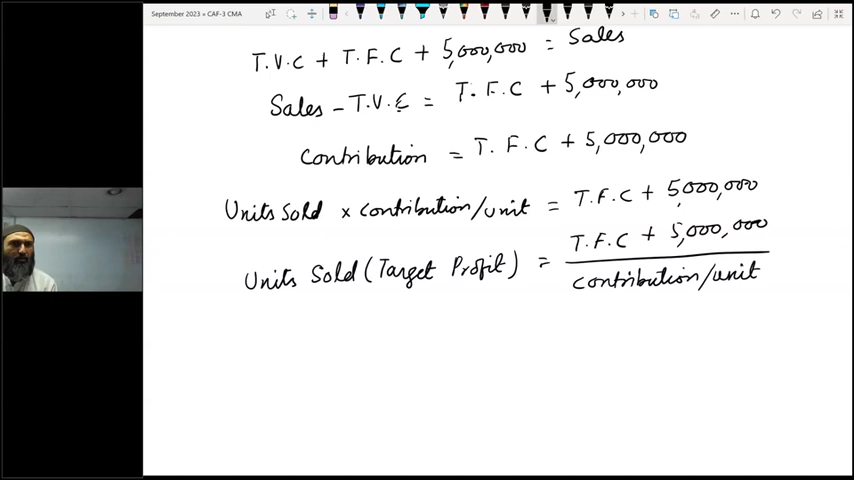 September 2023 » CAF-3 CMA
T.V.C + T.F.C + 5,000,000 = Sales
Sales - T.V.C = T.F.C + 5,000,000
Contribution = T.F.C + 5,000,000
Units Sold x contribution/unit = T.F.C + 5,000,000
Units Sold (Target Profit) = T.F.C + 5,000,000
contribution/unit